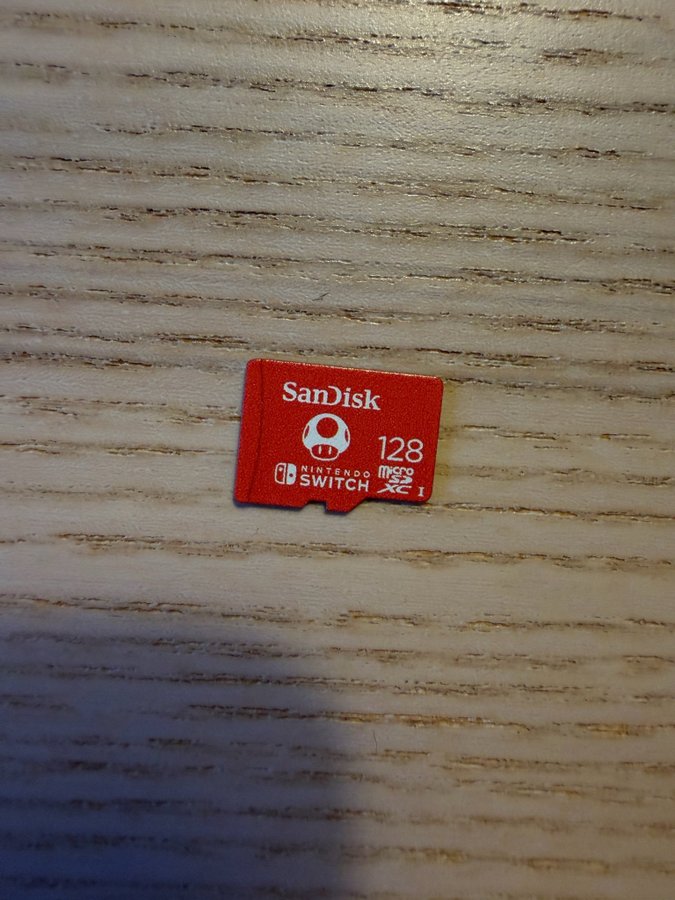 SanDisk
128
NINTENDO
SWITCH
micro
SD
XC I